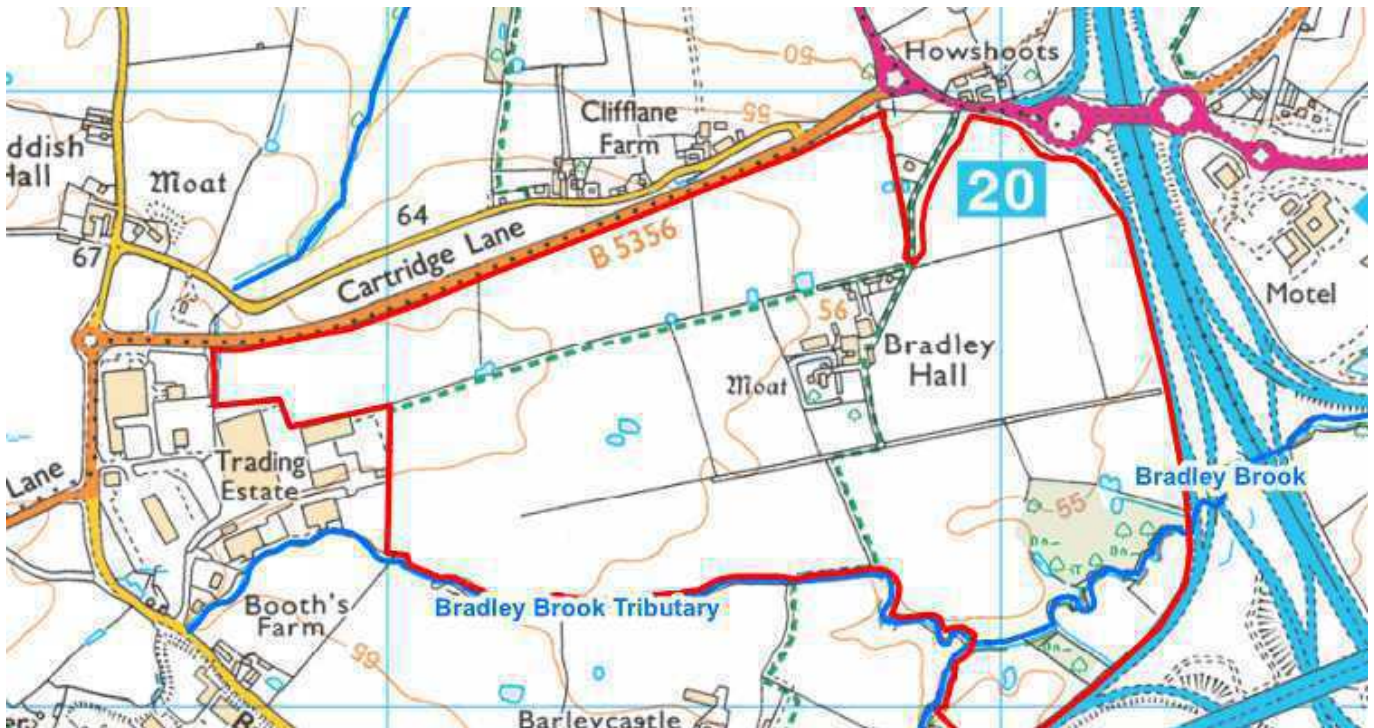 Howshoots
50
55
Clifflane
Farm
ddish
Hall
Moat
64
67
Cartridge Lane
B 5356
20
Motel
56
Bradley
Hall
Moat
Trading
Estate
Lane
55
Bradley Brook
Booth's
Farm
65
Bradley Brook Tributary
Barleycastle